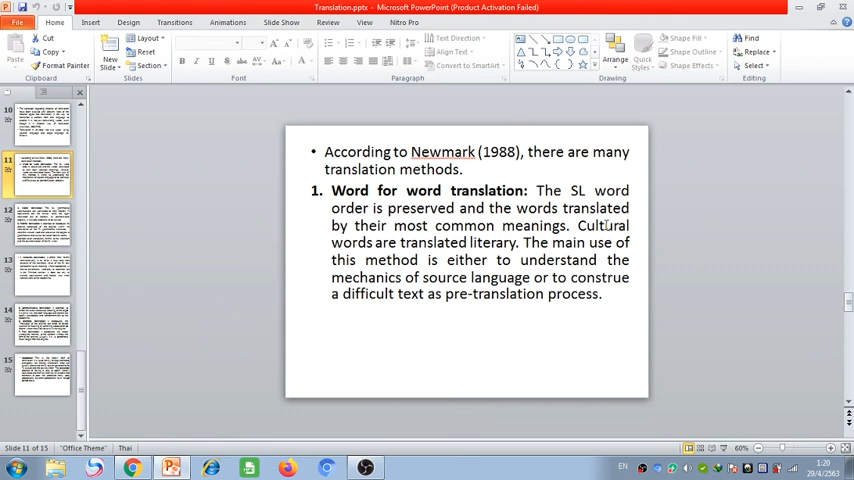 Translation.pptx - Microsoft PowerPoint (Product Activation Failed)
File Home Insert Design Transitions Animations Slide Show Review View Nitro Pro
Cut
Copy
Format Painter
Paste
Clipboard
New Slide
Layout
Reset
Section
Slides
Font
Text Direction
Align Text
Convert to SmartArt
Paragraph
Arrange
Quick Styles
Shape Fill
Shape Outline
Shape Effects
Drawing
Find
Replace
Select
Editing
10
11
12
13
14
15
• According to Newmark (1988), there are many
translation methods.
1. Word for word translation: The SL word
order is preserved and the words translated
by their most common meanings. Cultural
words are translated literary. The main use of
this method is either to understand the
mechanics of source language or to construe
a difficult text as pre-translation process.
Slide 11 of 15 "Office Theme" Thai 60%
EN 1:20
29/4/2563